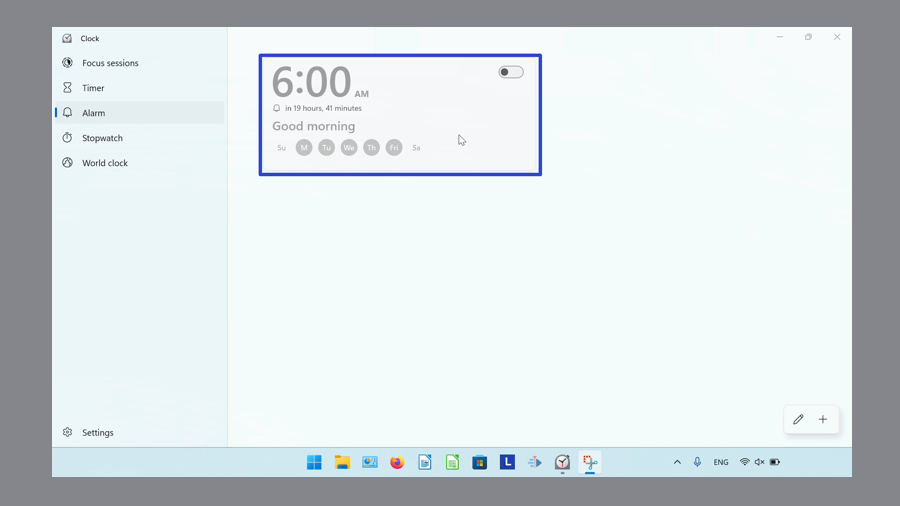 Clock
Focus sessions
Timer
Alarm
Stopwatch
World clock
Settings
6:00 AM
in 19 hours, 41 minutes
Good morning
Su M Tu We Th Fri Sa
L
ENG